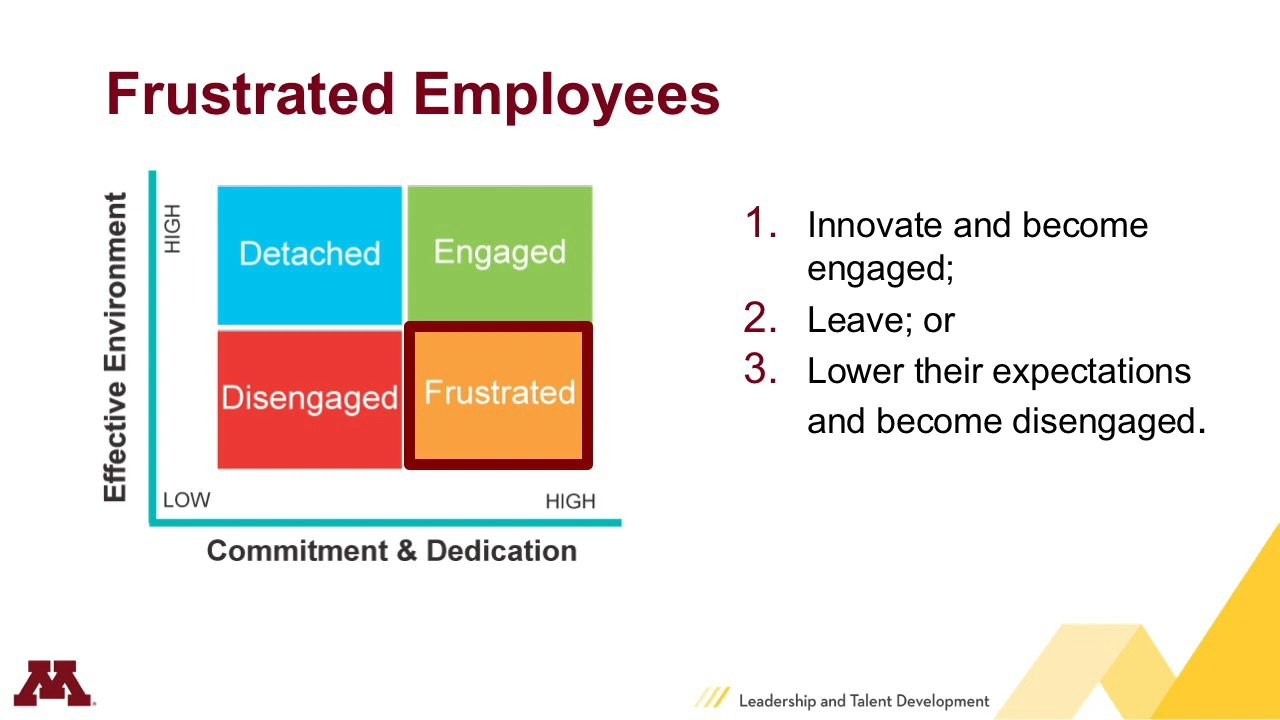 Frustrated Employees
Effective Environment
HIGH
Detached
Engaged
Disengaged
Frustrated
LOW
HIGH
Commitment & Dedication
1. Innovate and become
engaged;
2. Leave; or
3. Lower their expectations
and become disengaged.
M
Leadership and Talent Development